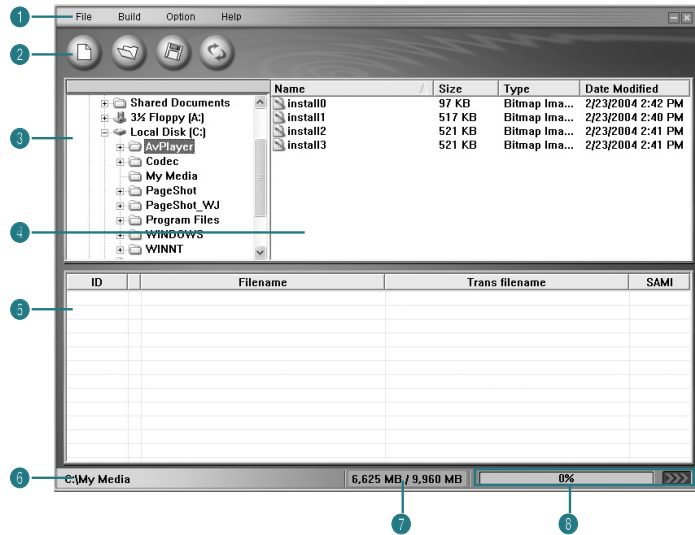 1 File Build Option Help
2
3
Shared Documents
3½ Floppy (A:)
Local Disk (C:)
AvPlayer
Codec
My Media
PageShot
PageShot_WJ
Program Files
WINDOWS
WINNT
Name Size Type Date Modified
install0 97 KB Bitmap Ima... 2/23/2004 2:42 PM
install1 517 KB Bitmap Ima... 2/23/2004 2:40 PM
install2 521 KB Bitmap Ima... 2/23/2004 2:41 PM
install3 521 KB Bitmap Ima... 2/23/2004 2:41 PM
4
ID Filename Trans filename SAMI
5
6 C:\My Media 6,625 MB / 9,960 MB 0%
7 8